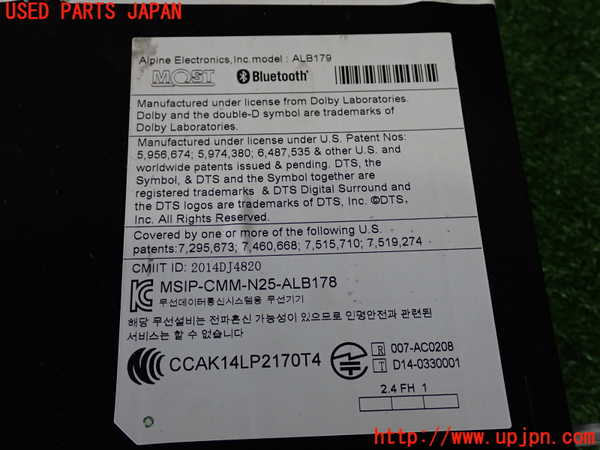 USED PARTS JAPAN
Alpine Electronics,Inc.model : ALB179
MOST Bluetooth®
Manufactured under license from Dolby Laboratories.
Dolby and the double-D symbol are trademarks of
Dolby Laboratories.
Manufactured under license under U.S. Patent Nos:
5,956,674; 5,974,380; 6,487,535 & other U.S. and
worldwide patents issued & pending. DTS, the
Symbol, & DTS and the Symbol together are
registered trademarks & DTS Digital Surround and
the DTS logos are trademarks of DTS, Inc. ©DTS,
Inc. All Rights Reserved.
Covered by one or more of the following U.S.
patents:7,295,673; 7,460,668; 7,515,710; 7,519,274
CMIIT ID: 2014DJ4820
MSIP-CMM-N25-ALB178
무선데이터통신시스템용 무선기기
해당 무선설비는 전파혼신 가능성이 있으므로 인명안전과 관련된
서비스는 할 수 없습니다
CCAK14LP2170T4
R 007-AC0208
T D14-0330001
2.4 FH 1
http://www.upjpn.com/